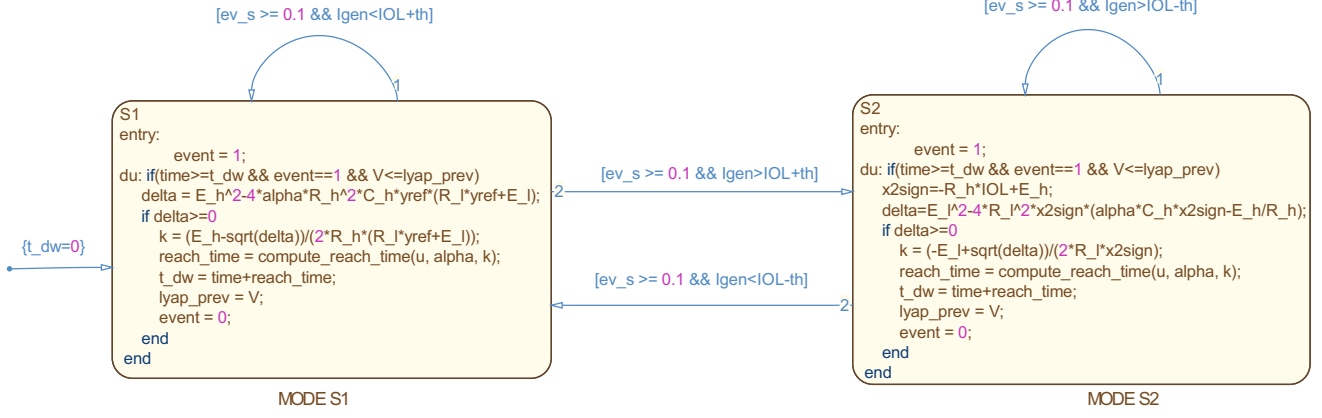 [ev_s >= 0.1 && Igen<IOL+th]
1
S1
entry:
event = 1;
du: if(time>=t_dw && event==1 && V<=lyap_prev)
delta = E_h^2-4*alpha*R_h^2*C_h*yref*(R_l*yref+E_l);
if delta>=0
k = (E_h-sqrt(delta))/(2*R_h*(R_l*yref+E_l));
reach_time = compute_reach_time(u, alpha, k);
t_dw = time+reach_time;
lyap_prev = V;
event = 0;
end
end
MODE S1
{t_dw=0}
2
[ev_s >= 0.1 && Igen>IOL+th]
[ev_s >= 0.1 && Igen<IOL-th]
2
[ev_s >= 0.1 && Igen>IOL-th]
1
S2
entry:
event = 1;
du: if(time>=t_dw && event==1 && V<=lyap_prev)
x2sign=-R_h*IOL+E_h;
delta=E_l^2-4*R_l^2*x2sign*(alpha*C_h*x2sign-E_h/R_h);
if delta>=0
k = (-E_l+sqrt(delta))/(2*R_l*x2sign);
reach_time = compute_reach_time(u, alpha, k);
t_dw = time+reach_time;
lyap_prev = V;
event = 0;
end
end
MODE S2